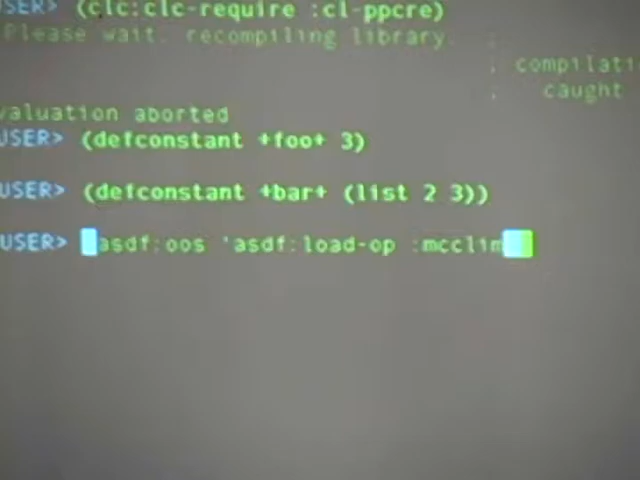 USER> (clc:clc-require :cl-ppcre)
Please wait, recompiling library.
; compilati
; caught
valuation aborted
USER> (defconstant +foo+ 3)
USER> (defconstant +bar+ (list 2 3))
USER> (asdf:oos 'asdf:load-op :mcclim)